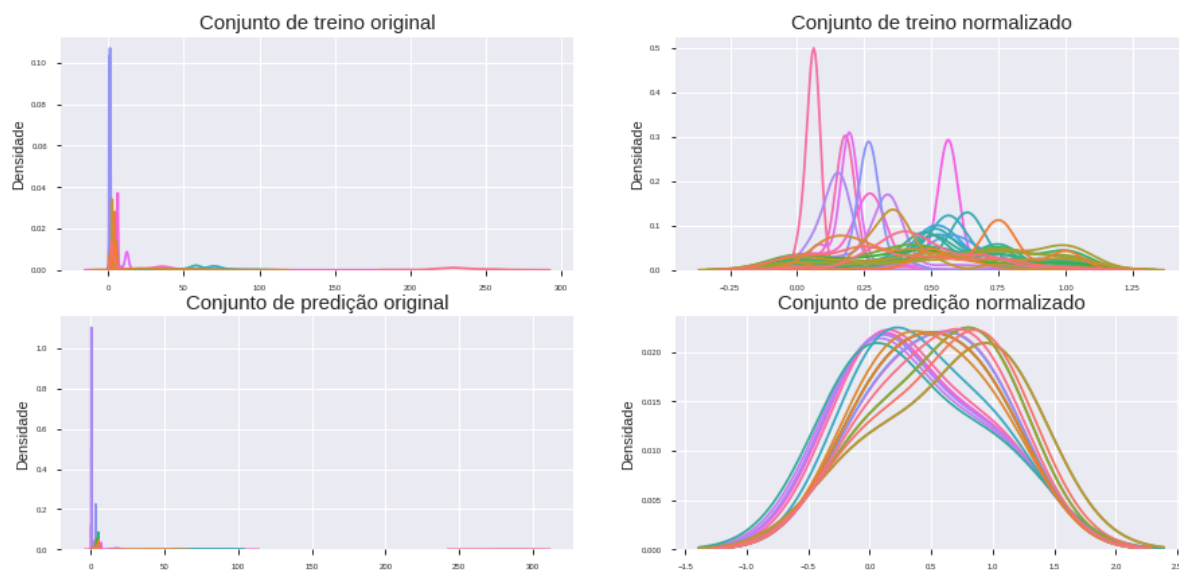 Conjunto de treino original
Densidade
0.10
0.08
0.06
0.04
0.02
0.00
0 50 100 150 200 250 300
Conjunto de treino normalizado
Densidade
0.5
0.4
0.3
0.2
0.1
0.0
−0.25 0.00 0.25 0.50 0.75 1.00 1.25
Conjunto de predição original
Densidade
1.0
0.8
0.6
0.4
0.2
0.0
0 50 100 150 200 250 300
Conjunto de predição normalizado
Densidade
0.020
0.015
0.010
0.005
0.000
−1.5 −1.0 −0.5 0.0 0.5 1.0 1.5 2.0 2.5